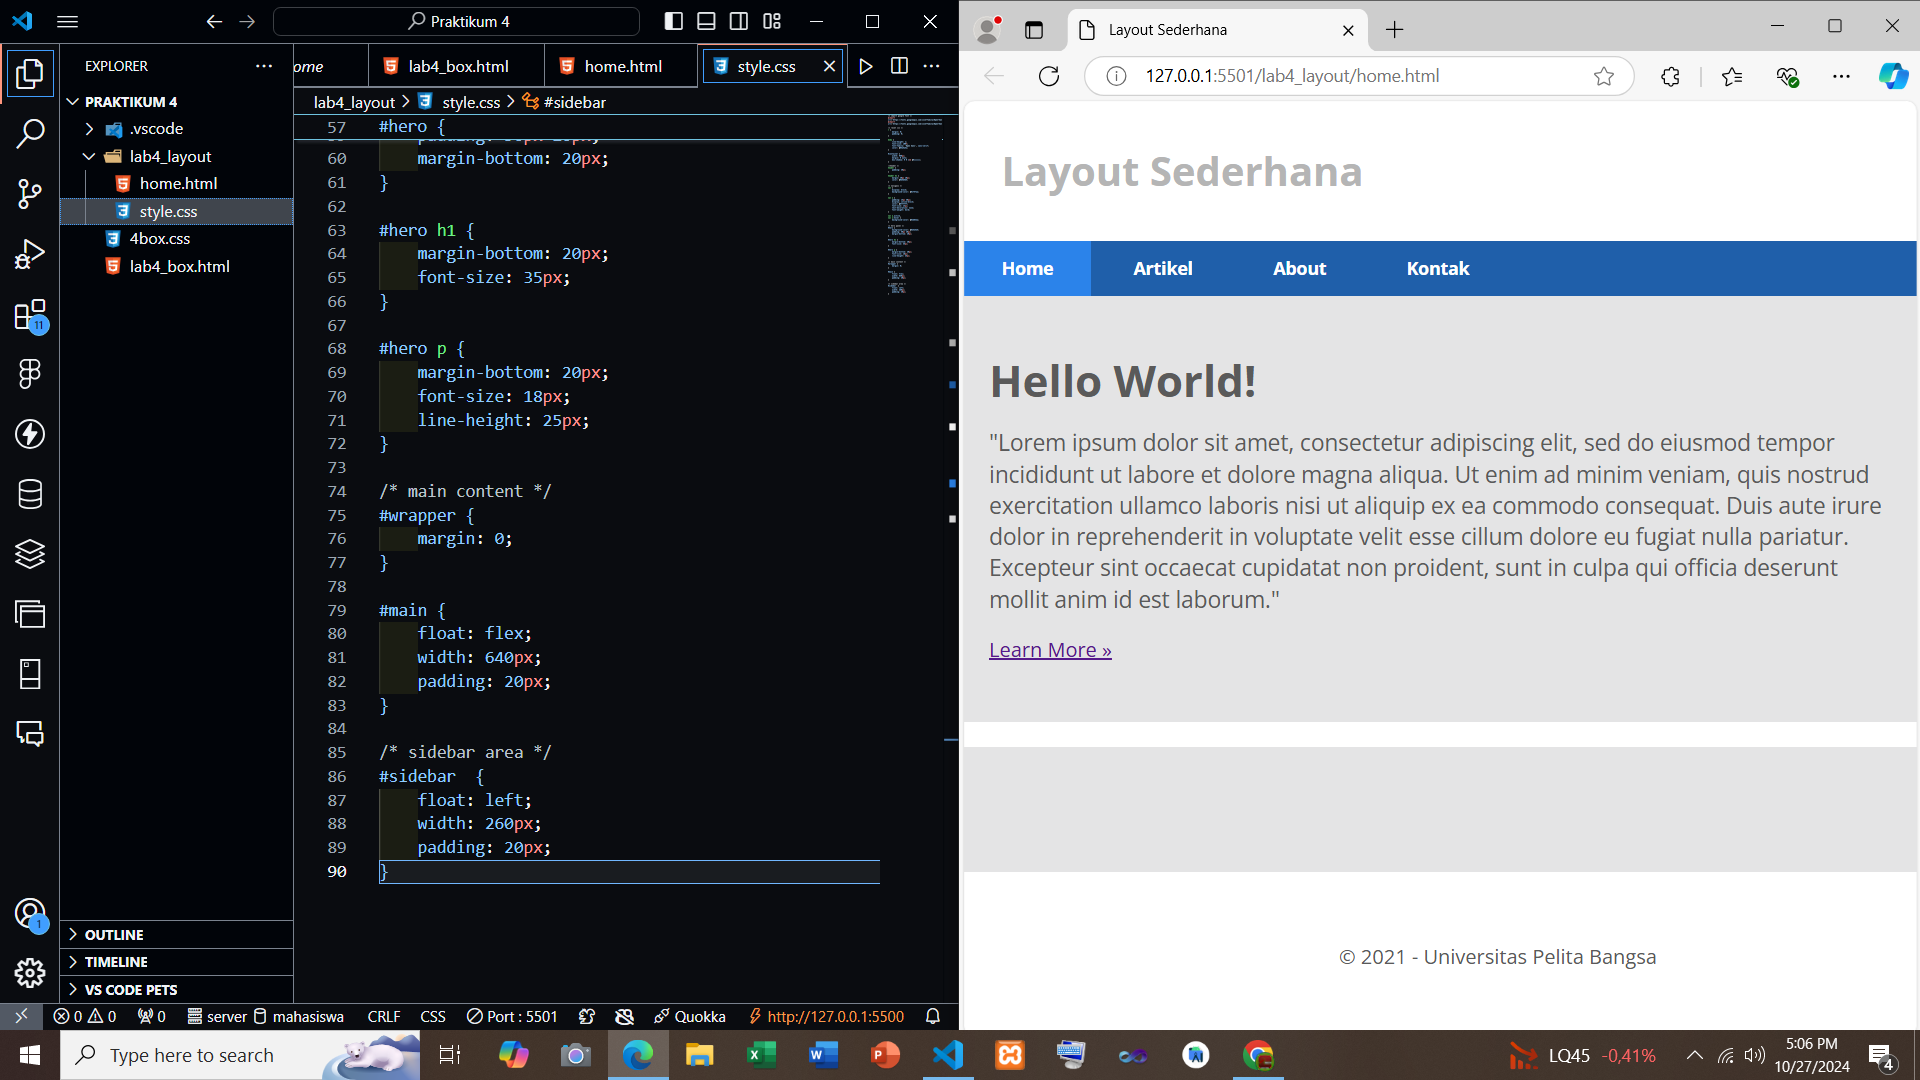 Praktikum 4
EXPLORER
ome
lab4_box.html
home.html
style.css
lab4_layout > style.css > #sidebar
PRAKTIKUM 4
.vscode
lab4_layout
home.html
style.css
4box.css
lab4_box.html
57 #hero {
60 margin-bottom: 20px;
61 }
62
63 #hero h1 {
64 margin-bottom: 20px;
65 font-size: 35px;
66 }
67
68 #hero p {
69 margin-bottom: 20px;
70 font-size: 18px;
71 line-height: 25px;
72 }
73
74 /* main content */
75 #wrapper {
76 margin: 0;
77 }
78
79 #main {
80 float: flex;
81 width: 640px;
82 padding: 20px;
83 }
84
85 /* sidebar area */
86 #sidebar  {
87 float: left;
88 width: 260px;
89 padding: 20px;
90 }
11
1
OUTLINE
TIMELINE
VS CODE PETS
0 0 0 server mahasiswa CRLF CSS Port : 5501 Quokka http://127.0.0.1:5500
Layout Sederhana
127.0.0.1:5501/lab4_layout/home.html
Layout Sederhana
Home Artikel About Kontak
Hello World!
"Lorem ipsum dolor sit amet, consectetur adipiscing elit, sed do eiusmod tempor
incididunt ut labore et dolore magna aliqua. Ut enim ad minim veniam, quis nostrud
exercitation ullamco laboris nisi ut aliquip ex ea commodo consequat. Duis aute irure
dolor in reprehenderit in voluptate velit esse cillum dolore eu fugiat nulla pariatur.
Excepteur sint occaecat cupidatat non proident, sunt in culpa qui officia deserunt
mollit anim id est laborum."
Learn More »
© 2021 - Universitas Pelita Bangsa
Type here to search
LQ45 -0,41%
5:06 PM
10/27/2024
4